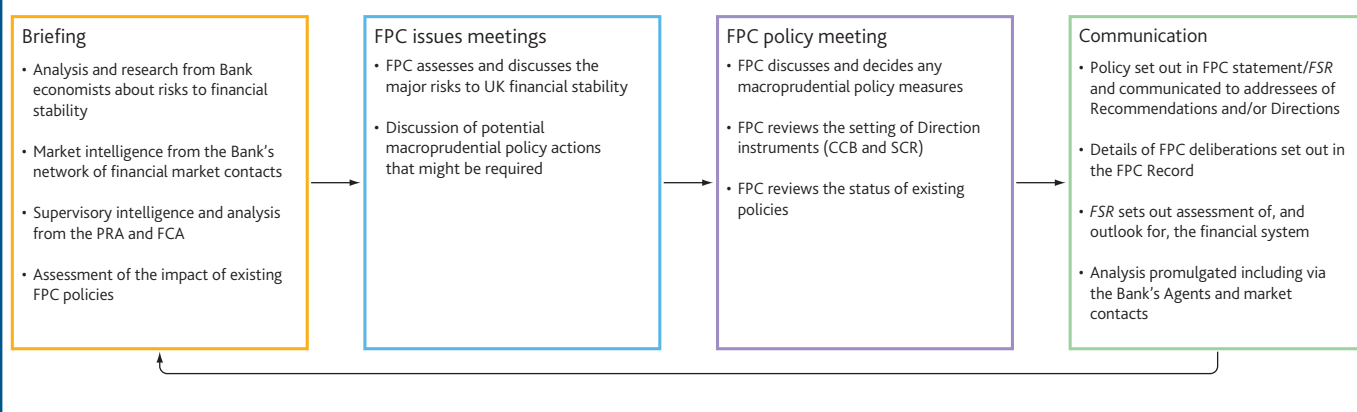 Briefing
• Analysis and research from Bank
economists about risks to financial
stability
• Market intelligence from the Bank's
network of financial market contacts
• Supervisory intelligence and analysis
from the PRA and FCA
• Assessment of the impact of existing
FPC policies
FPC issues meetings
• FPC assesses and discusses the
major risks to UK financial stability
• Discussion of potential
macroprudential policy actions
that might be required
FPC policy meeting
• FPC discusses and decides any
macroprudential policy measures
• FPC reviews the setting of Direction
instruments (CCB and SCR)
• FPC reviews the status of existing
policies
Communication
• Policy set out in FPC statement/FSR
and communicated to addressees of
Recommendations and/or Directions
• Details of FPC deliberations set out in
the FPC Record
• FSR sets out assessment of, and
outlook for, the financial system
• Analysis promulgated including via
the Bank's Agents and market
contacts